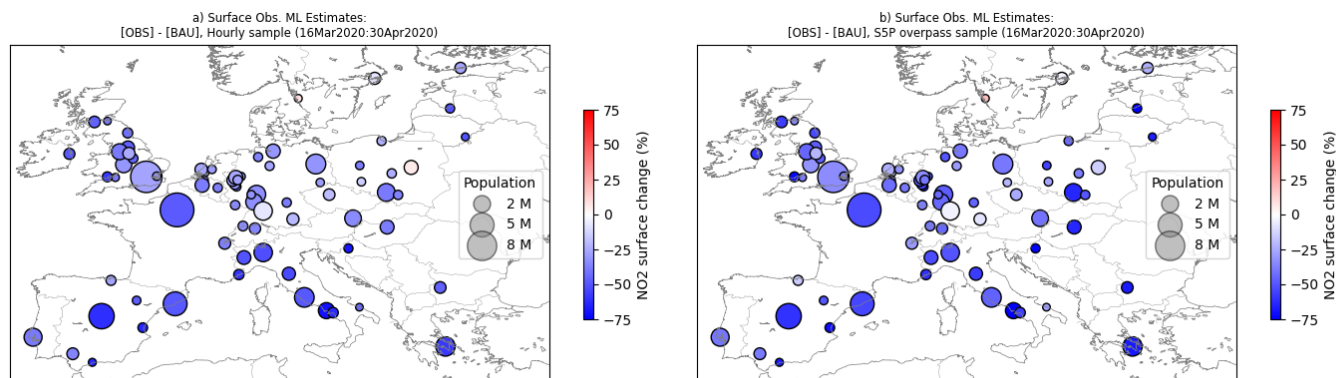 a) Surface Obs. ML Estimates:
[OBS] - [BAU], Hourly sample (16Mar2020:30Apr2020)
Population
2 M
5 M
8 M
75
50
25
0
−25
−50
−75
NO2 surface change (%)
b) Surface Obs. ML Estimates:
[OBS] - [BAU], S5P overpass sample (16Mar2020:30Apr2020)
Population
2 M
5 M
8 M
75
50
25
0
−25
−50
−75
NO2 surface change (%)